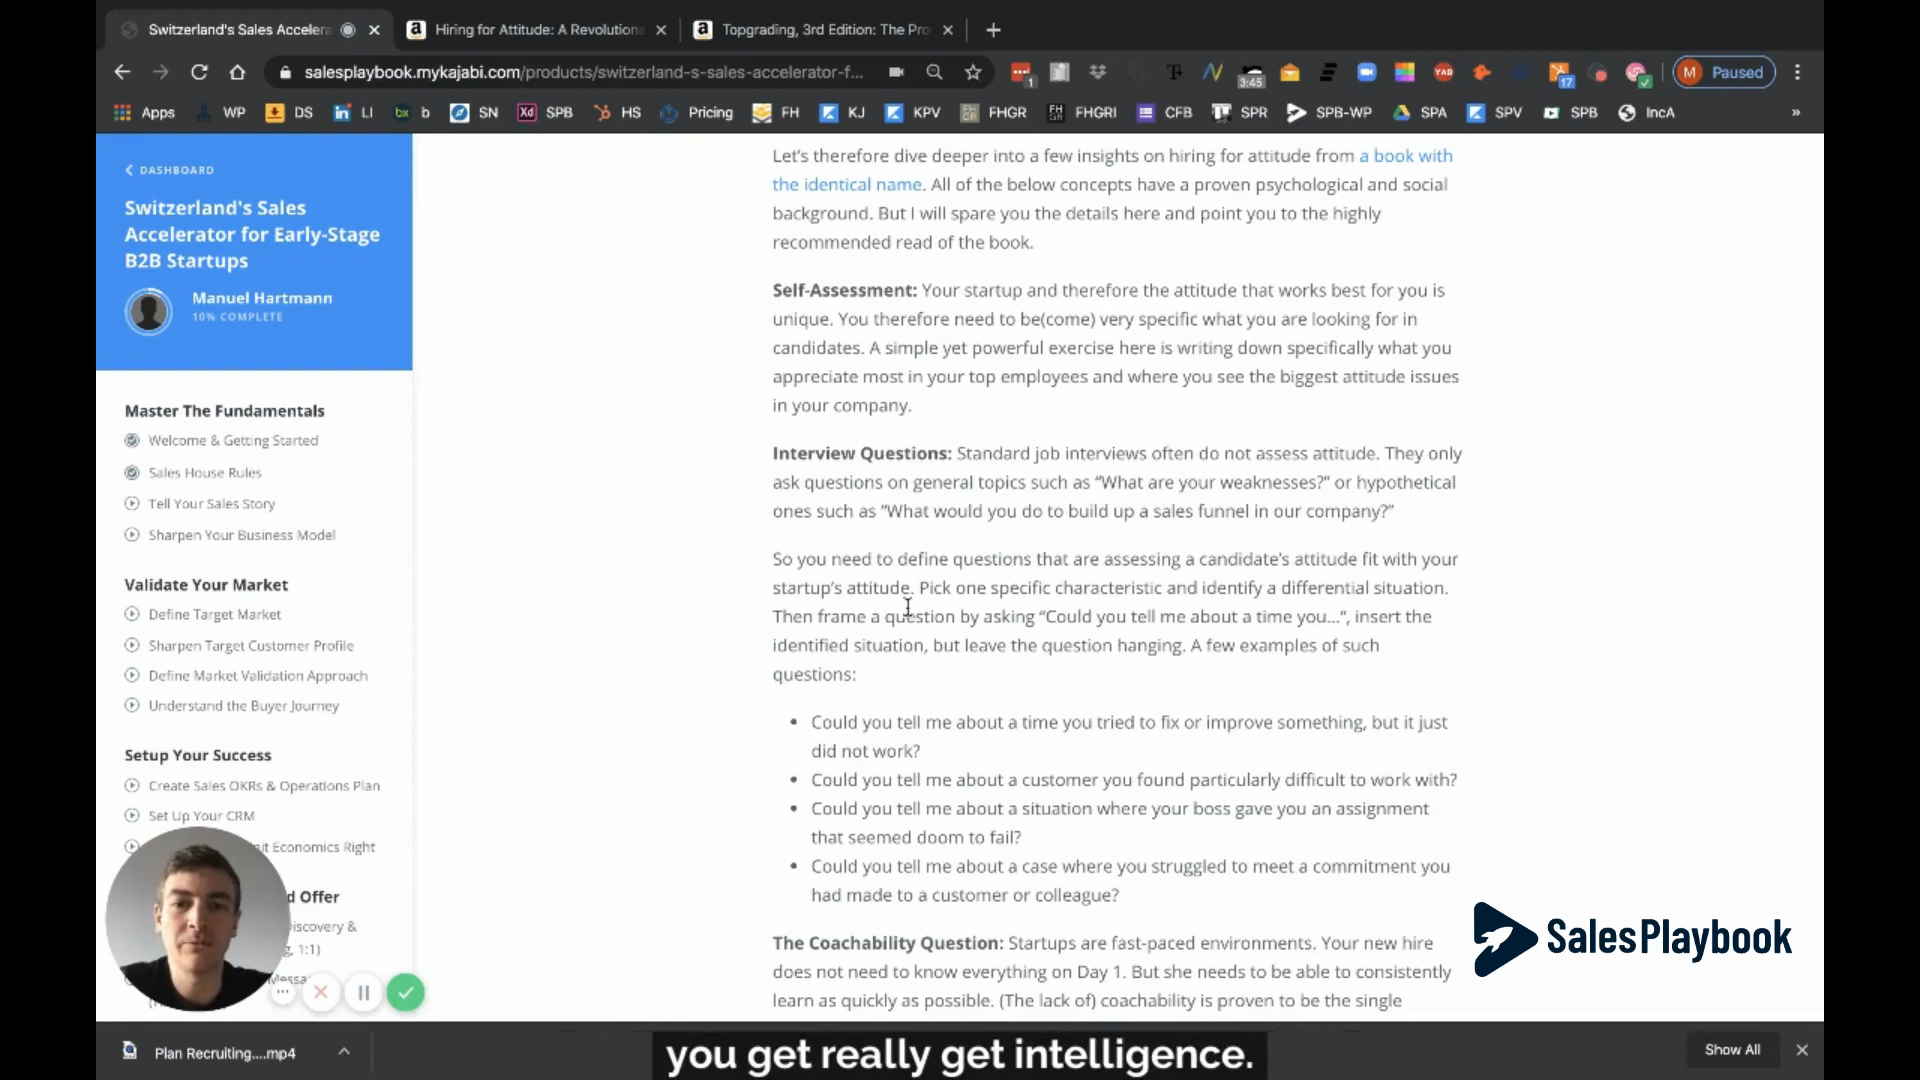 Switzerland's Sales Accelera
Hiring for Attitude: A Revolutiona
Topgrading, 3rd Edition: The Pro
salesplaybook.mykajabi.com/products/switzerland-s-sales-accelerator-f...
1
3:45
YAD
17
M Paused
Apps
WP
DS
LI
bx b
SN
Xd SPB
HS
Pricing
FH
KJ
KPV
FHGR
FHGRI
CFB
SPR
SPB-WP
SPA
SPV
SPB
IncA
»
DASHBOARD
Switzerland's Sales
Accelerator for Early-Stage
B2B Startups
Manuel Hartmann
10% COMPLETE
Master The Fundamentals
Welcome & Getting Started
Sales House Rules
Tell Your Sales Story
Sharpen Your Business Model
Validate Your Market
Define Target Market
Sharpen Target Customer Profile
Define Market Validation Approach
Understand the Buyer Journey
Setup Your Success
Create Sales OKRs & Operations Plan
Set Up Your CRM
Economics Right
Offer
&
1:1)
Let's therefore dive deeper into a few insights on hiring for attitude from a book with
the identical name. All of the below concepts have a proven psychological and social
background. But I will spare you the details here and point you to the highly
recommended read of the book.
Self-Assessment: Your startup and therefore the attitude that works best for you is
unique. You therefore need to be(come) very specific what you are looking for in
candidates. A simple yet powerful exercise here is writing down specifically what you
appreciate most in your top employees and where you see the biggest attitude issues
in your company.
Interview Questions: Standard job interviews often do not assess attitude. They only
ask questions on general topics such as “What are your weaknesses?” or hypothetical
ones such as “What would you do to build up a sales funnel in our company?”
So you need to define questions that are assessing a candidate's attitude fit with your
startup's attitude. Pick one specific characteristic and identify a differential situation.
Then frame a question by asking “Could you tell me about a time you...“, insert the
identified situation, but leave the question hanging. A few examples of such
questions:
• Could you tell me about a time you tried to fix or improve something, but it just
did not work?
• Could you tell me about a customer you found particularly difficult to work with?
• Could you tell me about a situation where your boss gave you an assignment
that seemed doom to fail?
• Could you tell me about a case where you struggled to meet a commitment you
had made to a customer or colleague?
The Coachability Question: Startups are fast-paced environments. Your new hire
does not need to know everything on Day 1. But she needs to be able to consistently
learn as quickly as possible. (The lack of) coachability is proven to be the single
SalesPlaybook
Plan Recruiting....mp4
you get really get intelligence.
Show All